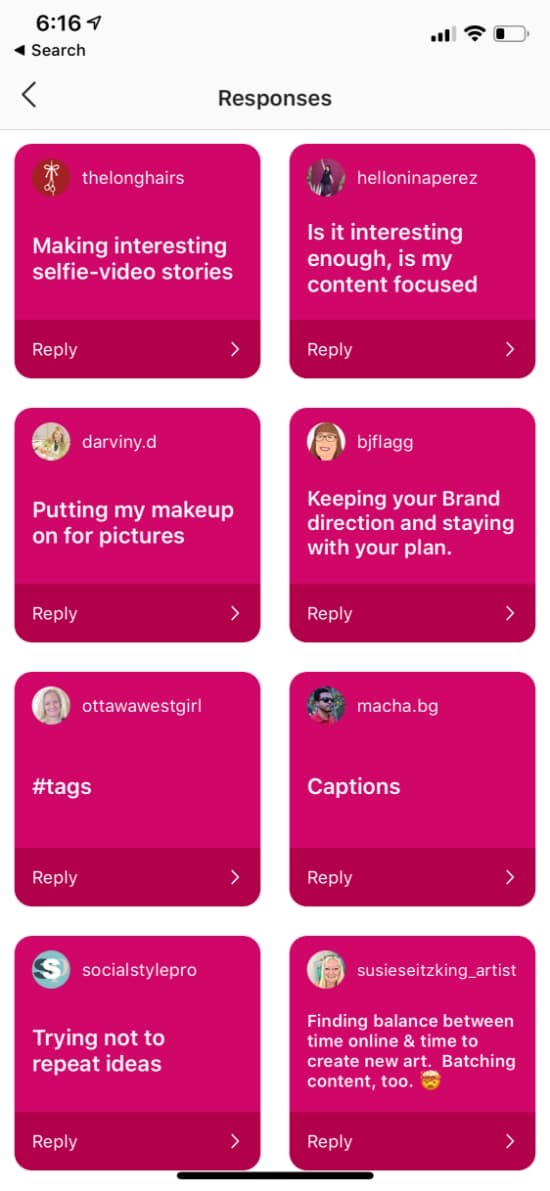 6:16
◀ Search
Responses
thelonghairs
Making interesting
selfie-video stories
Reply
helloninaperez
Is it interesting
enough, is my
content focused
Reply
darviny.d
Putting my makeup
on for pictures
Reply
bjflagg
Keeping your Brand
direction and staying
with your plan.
Reply
ottawawestgirl
#tags
Reply
macha.bg
Captions
Reply
socialstylepro
Trying not to
repeat ideas
Reply
susieseitzking_artist
Finding balance between
time online & time to
create new art.  Batching
content, too. 🤯
Reply